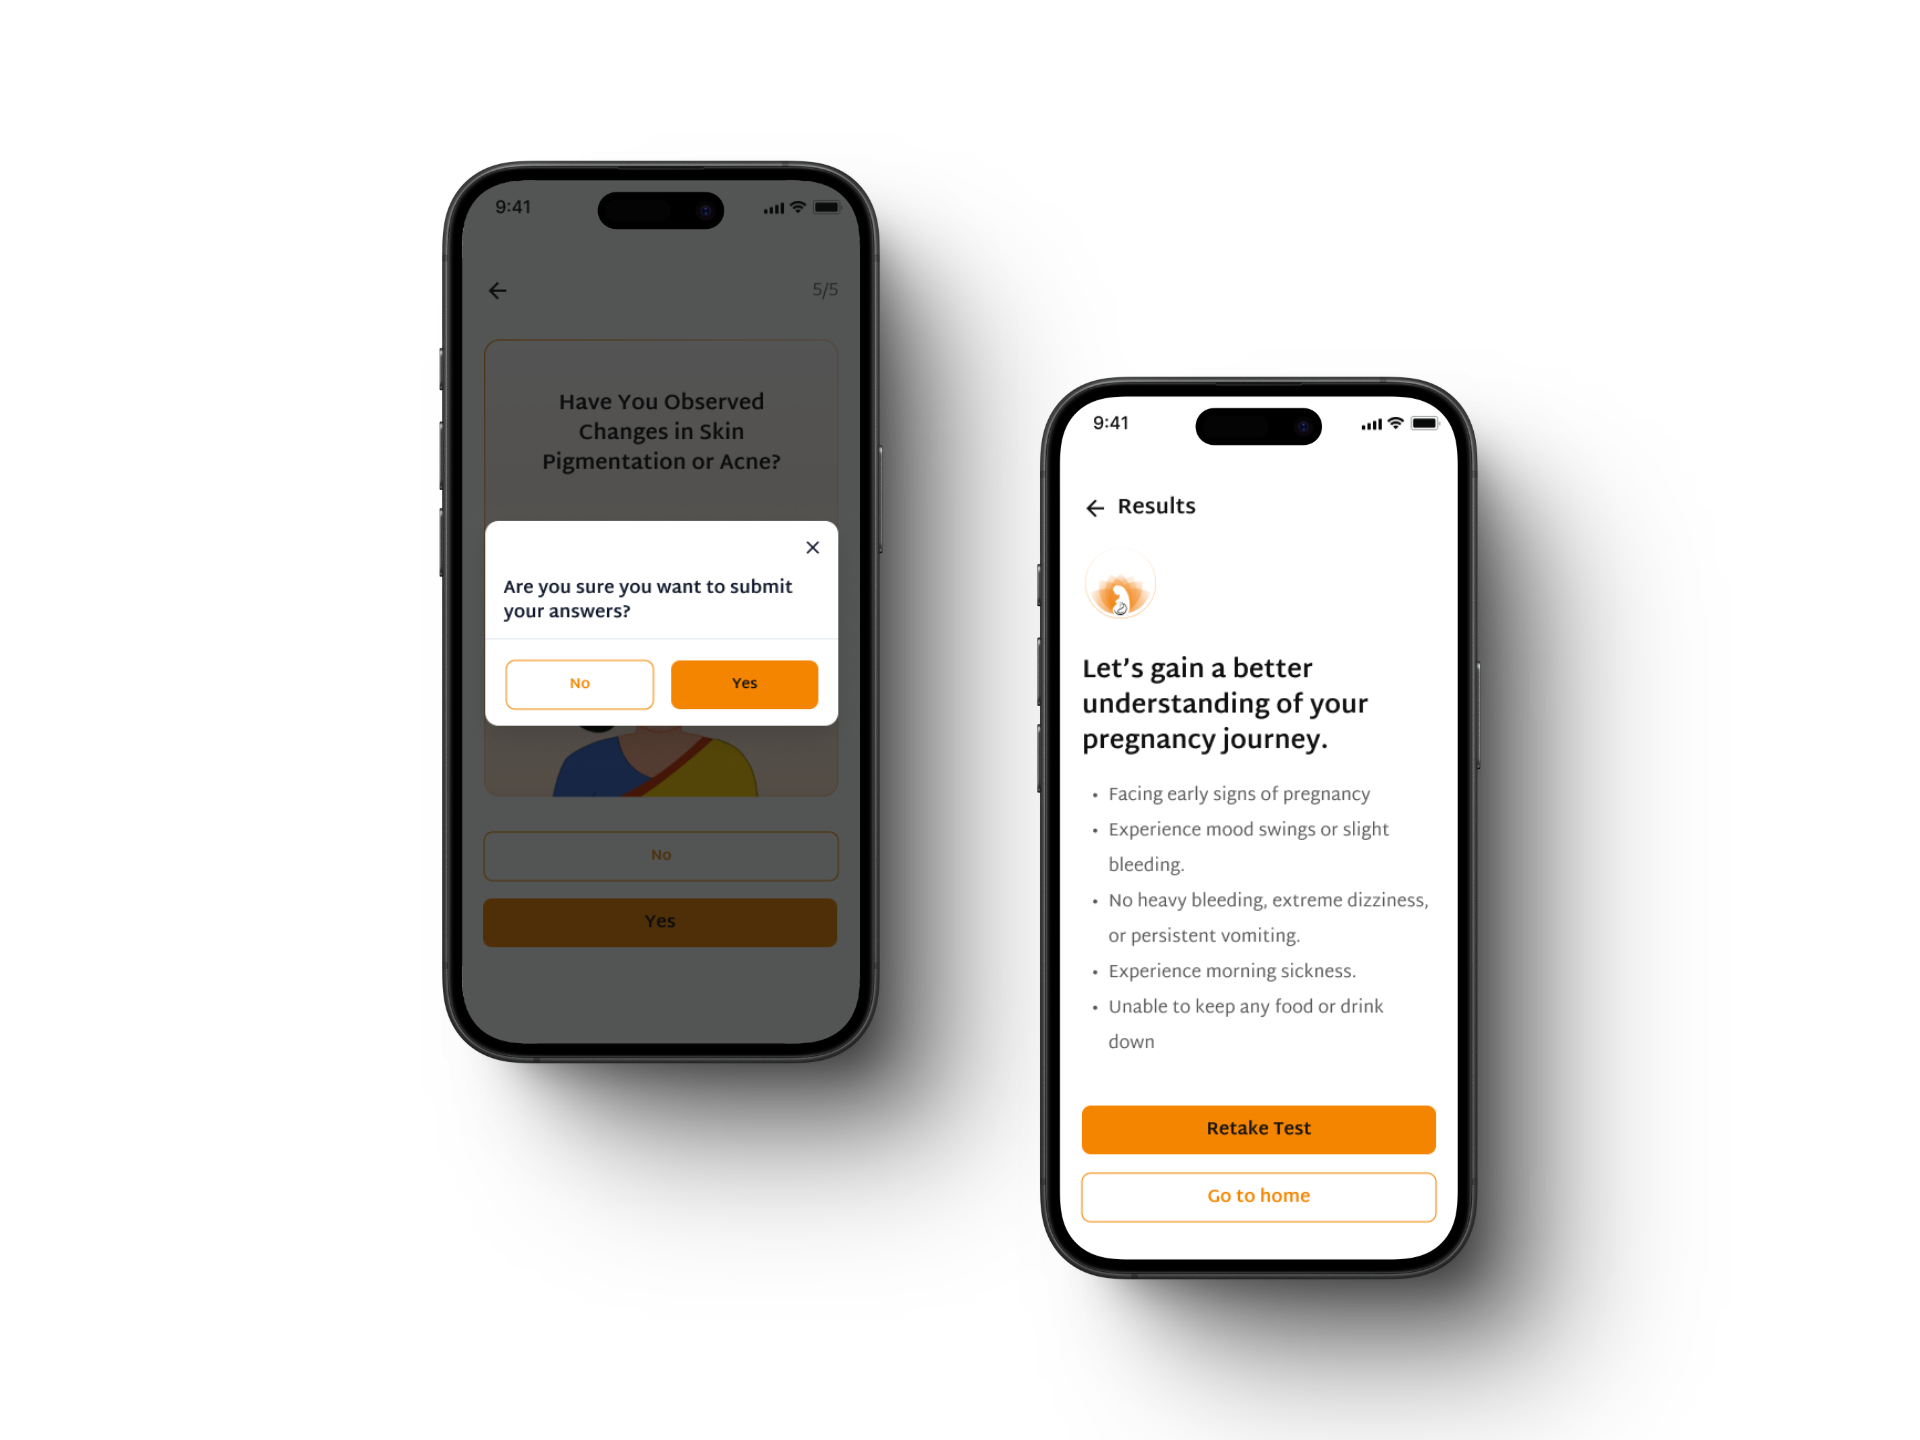 9:41
5/5
Have You Observed
Changes in Skin
Pigmentation or Acne?
Are you sure you want to submit
your answers?
No
Yes
No
Yes
9:41
Results
Let’s gain a better
understanding of your
pregnancy journey.
• Facing early signs of pregnancy
• Experience mood swings or slight
bleeding.
• No heavy bleeding, extreme dizziness,
or persistent vomiting.
• Experience morning sickness.
• Unable to keep any food or drink
down
Retake Test
Go to home